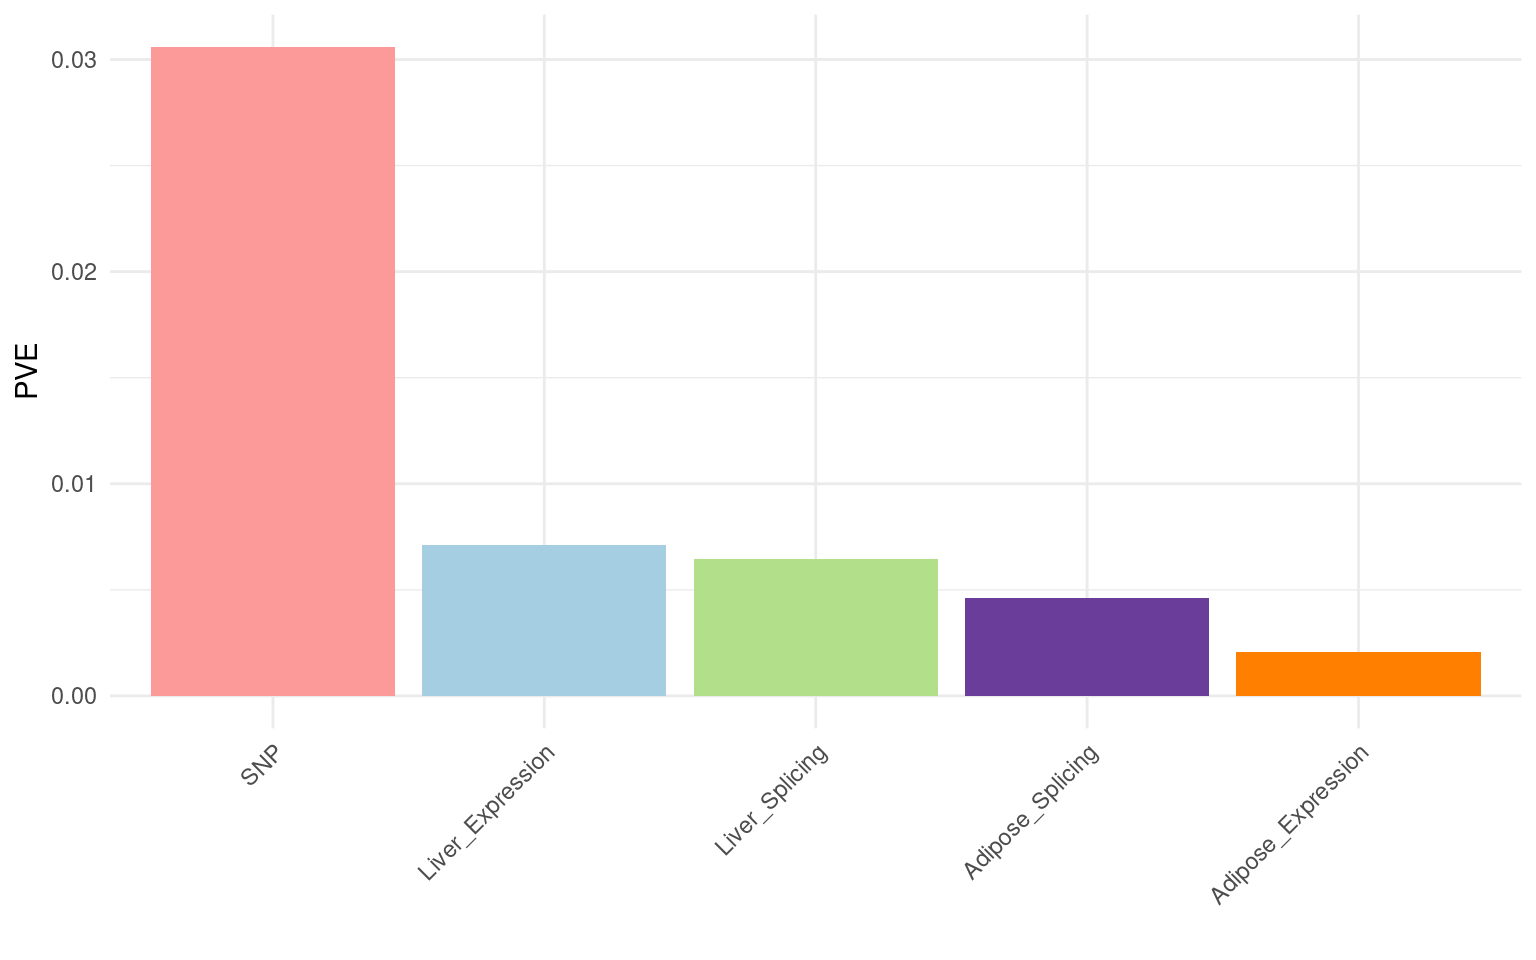 0.03
0.02
0.01
0.00
PVE
SNP
Liver_Expression
Liver_Splicing
Adipose_Splicing
Adipose_Expression